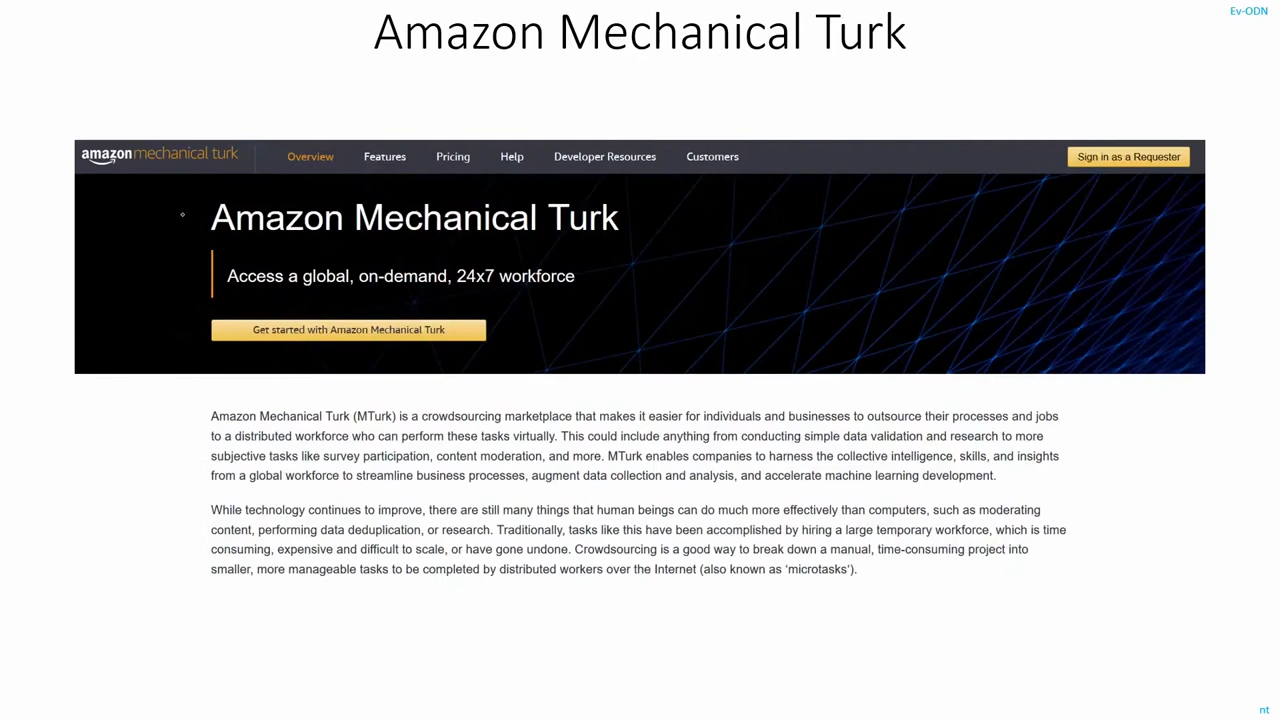 Ev-ODN
Amazon Mechanical Turk
amazon mechanical turk Overview Features Pricing Help Developer Resources Customers Sign in as a Requester
Amazon Mechanical Turk
Access a global, on-demand, 24x7 workforce
Get started with Amazon Mechanical Turk
Amazon Mechanical Turk (MTurk) is a crowdsourcing marketplace that makes it easier for individuals and businesses to outsource their processes and jobs
to a distributed workforce who can perform these tasks virtually. This could include anything from conducting simple data validation and research to more
subjective tasks like survey participation, content moderation, and more. MTurk enables companies to harness the collective intelligence, skills, and insights
from a global workforce to streamline business processes, augment data collection and analysis, and accelerate machine learning development.
While technology continues to improve, there are still many things that human beings can do much more effectively than computers, such as moderating
content, performing data deduplication, or research. Traditionally, tasks like this have been accomplished by hiring a large temporary workforce, which is time
consuming, expensive and difficult to scale, or have gone undone. Crowdsourcing is a good way to break down a manual, time-consuming project into
smaller, more manageable tasks to be completed by distributed workers over the Internet (also known as ‘microtasks’).
nt